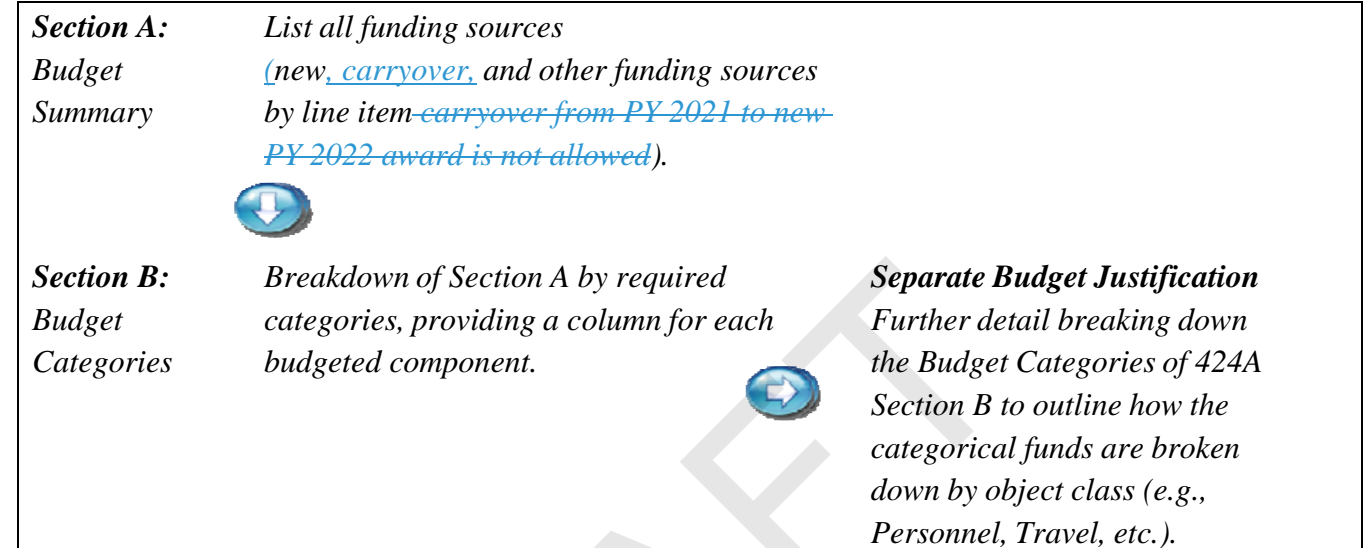 Section A: List all funding sources
Budget (new, carryover, and other funding sources
Summary by line item carryover from PY 2021 to new
PY 2022 award is not allowed).
Section B: Breakdown of Section A by required
Budget categories, providing a column for each
Categories budgeted component.
Separate Budget Justification
Further detail breaking down
the Budget Categories of 424A
Section B to outline how the
categorical funds are broken
down by object class (e.g.,
Personnel, Travel, etc.).